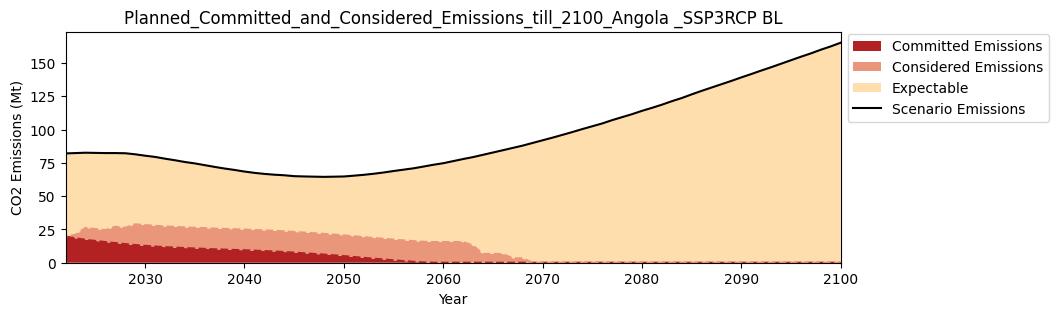 Planned_Committed_and_Considered_Emissions_till_2100_Angola _SSP3RCP BL
CO2 Emissions (Mt)
150
125
100
75
50
25
0
2030 2040 2050 2060 2070 2080 2090 2100
Year
Committed Emissions
Considered Emissions
Expectable
Scenario Emissions